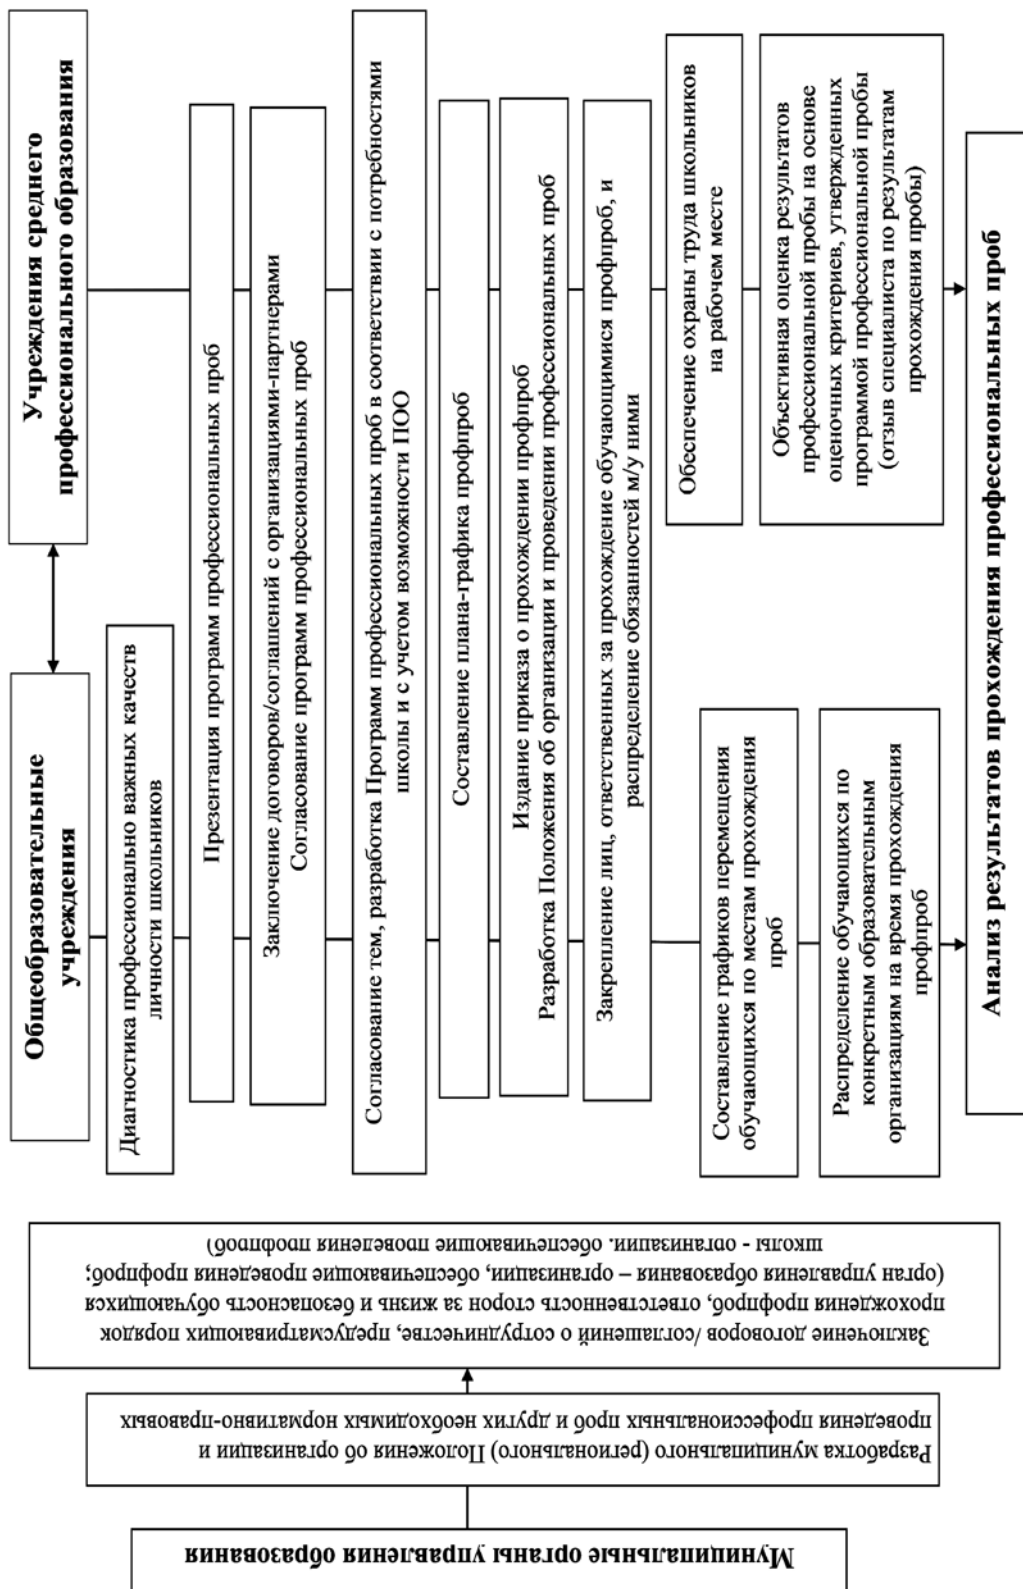 Муниципальные органы управления образования
Разработка муниципального (регионального) Положения об организации и
проведения профессиональных проб и других необходимых нормативно-правовых
Заключение договоров /соглашений о сотрудничестве, предусматривающих порядок
прохождения профпроб, ответственность сторон за жизнь и безопасность обучающихся
(орган управления образования – организации, обеспечивающие проведения профпроб;
школы - организации. обеспечивающие проведения профпроб)
Общеобразовательные
учреждения
Учреждения среднего
профессионального образования
Диагностика профессионально важных качеств
личности школьников
Презентация программ профессиональных проб
Заключение договоров/соглашений с организациями-партнерами
Согласование программ профессиональных проб
Согласование тем, разработка Программ профессиональных проб в соответствии с потребностями
школы и с учетом возможности ПОО
Составление плана-графика профпроб
Издание приказа о прохождении профпроб
Разработка Положения об организации и проведении профессиональных проб
Закрепление лиц, ответственных за прохождение обучающимися профпроб, и
распределение обязанностей м/у ними
Составление графиков перемещения
обучающихся по местам прохождения
проб
Обеспечение охраны труда школьников
на рабочем месте
Распределение обучающихся по
конкретным образовательным
организациям на время прохождения
профпроб
Объективная оценка результатов
профессиональной пробы на основе
оценочных критериев, утвержденных
программой профессиональной пробы
(отзыв специалиста по результатам
прохождения пробы)
Анализ результатов прохождения профессиональных проб